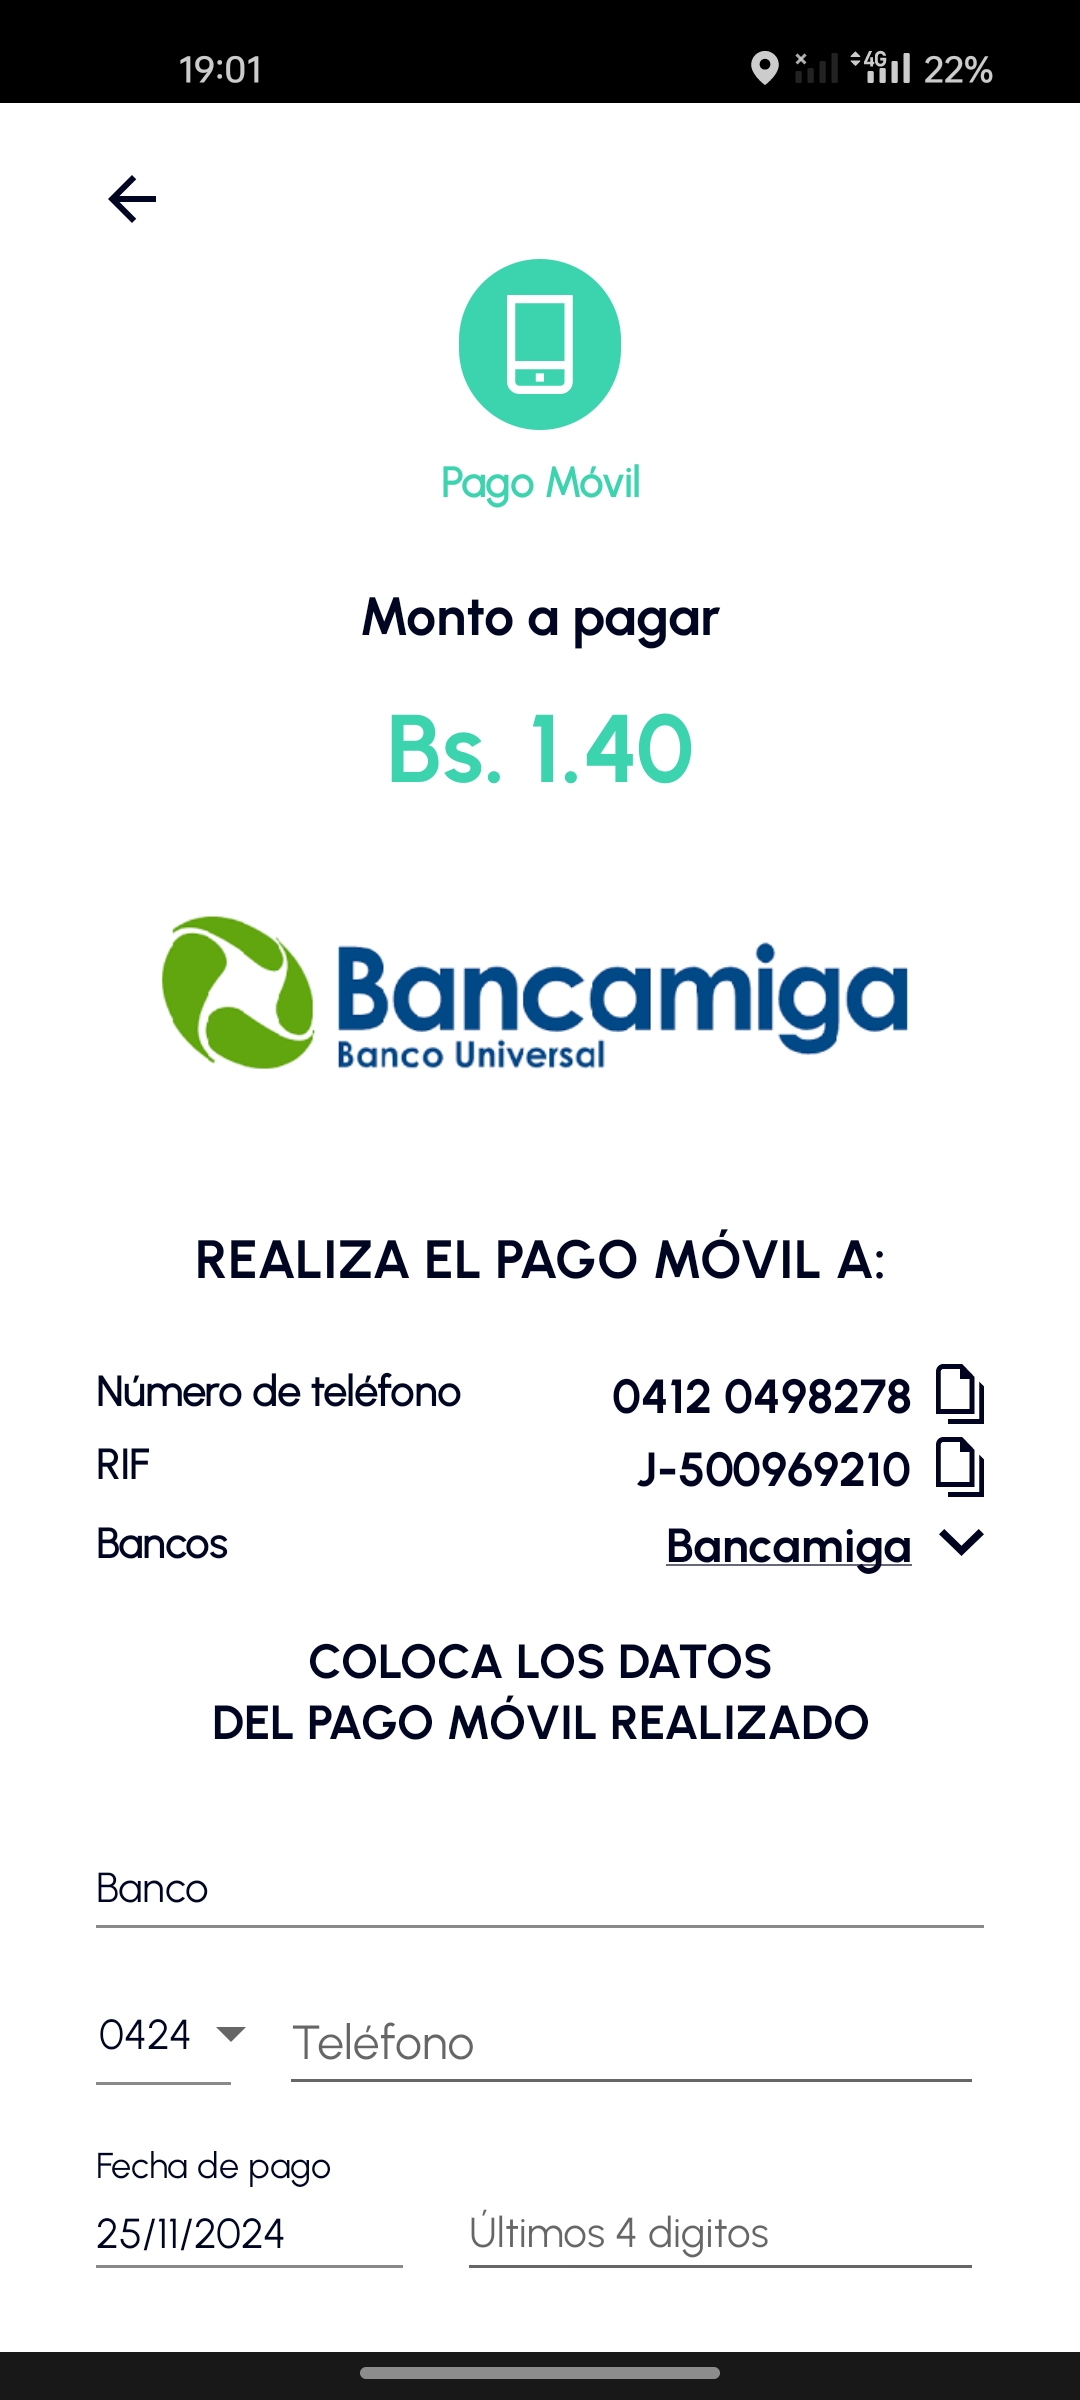 19:01
4G 22%
Pago Móvil
Monto a pagar
Bs. 1.40
Bancamiga
Banco Universal
REALIZA EL PAGO MÓVIL A:
Número de teléfono 0412 0498278
RIF J-500969210
Bancos Bancamiga
COLOCA LOS DATOS
DEL PAGO MÓVIL REALIZADO
Banco
0424 Teléfono
Fecha de pago
25/11/2024 Últimos 4 digitos